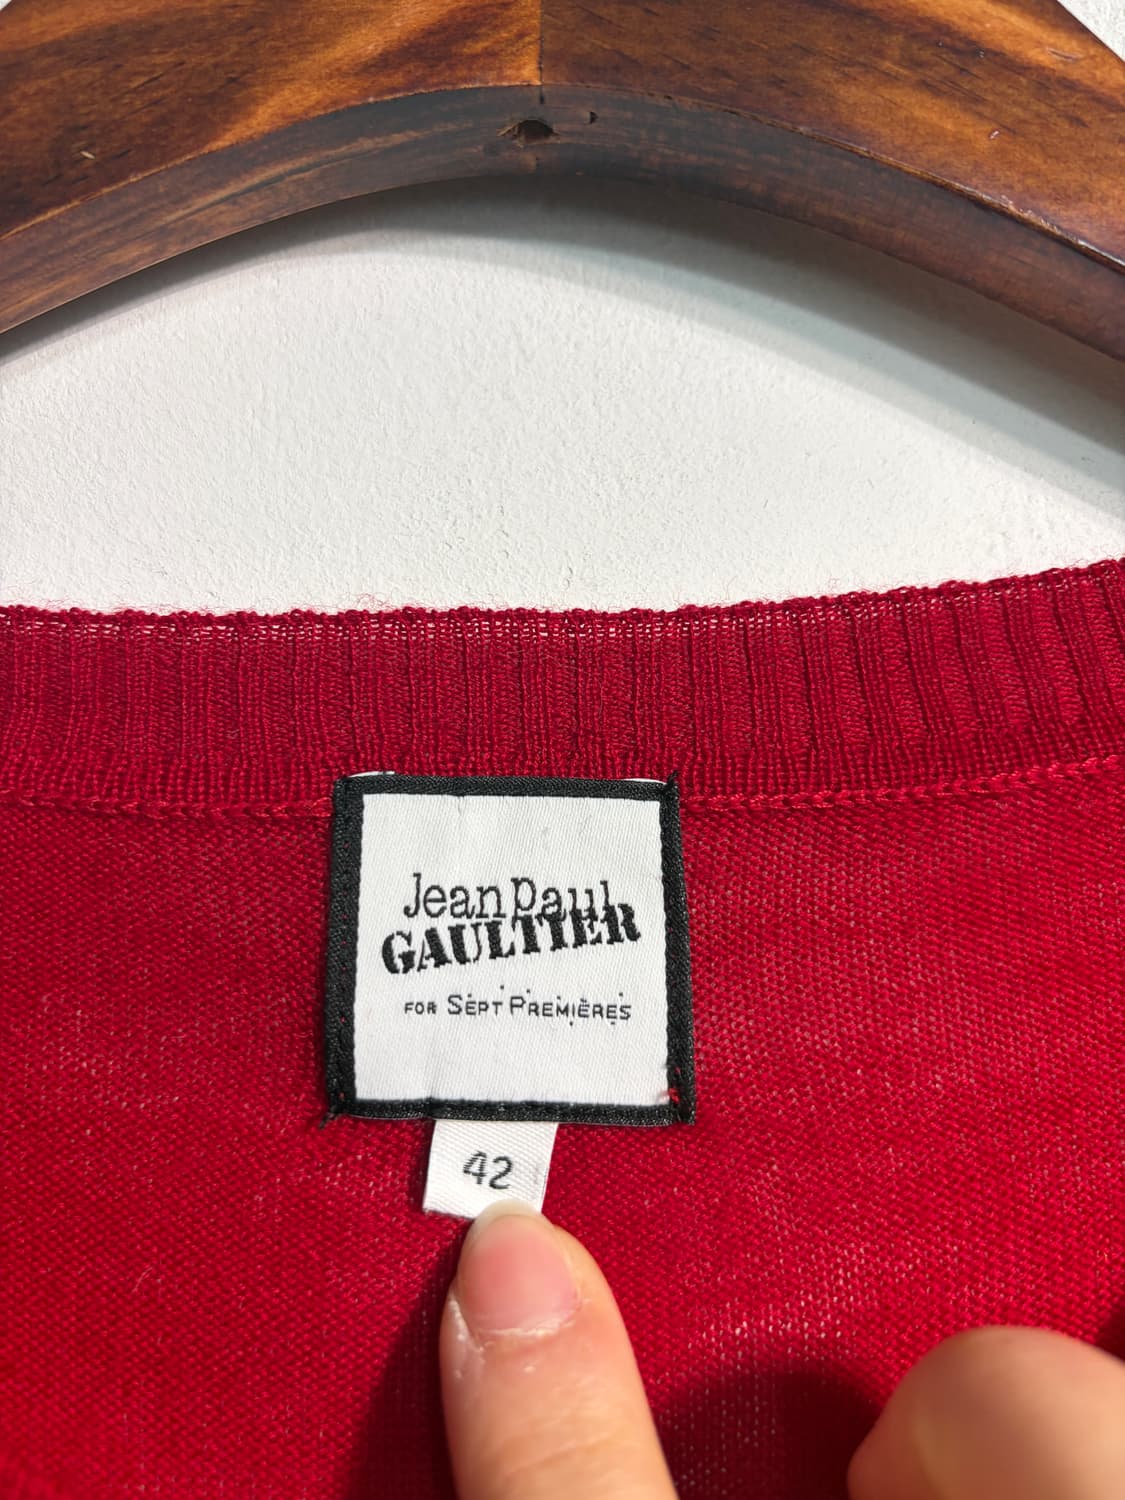 Jean Paul
GAULTIER
FOR SEPT PREMIÈRES
42